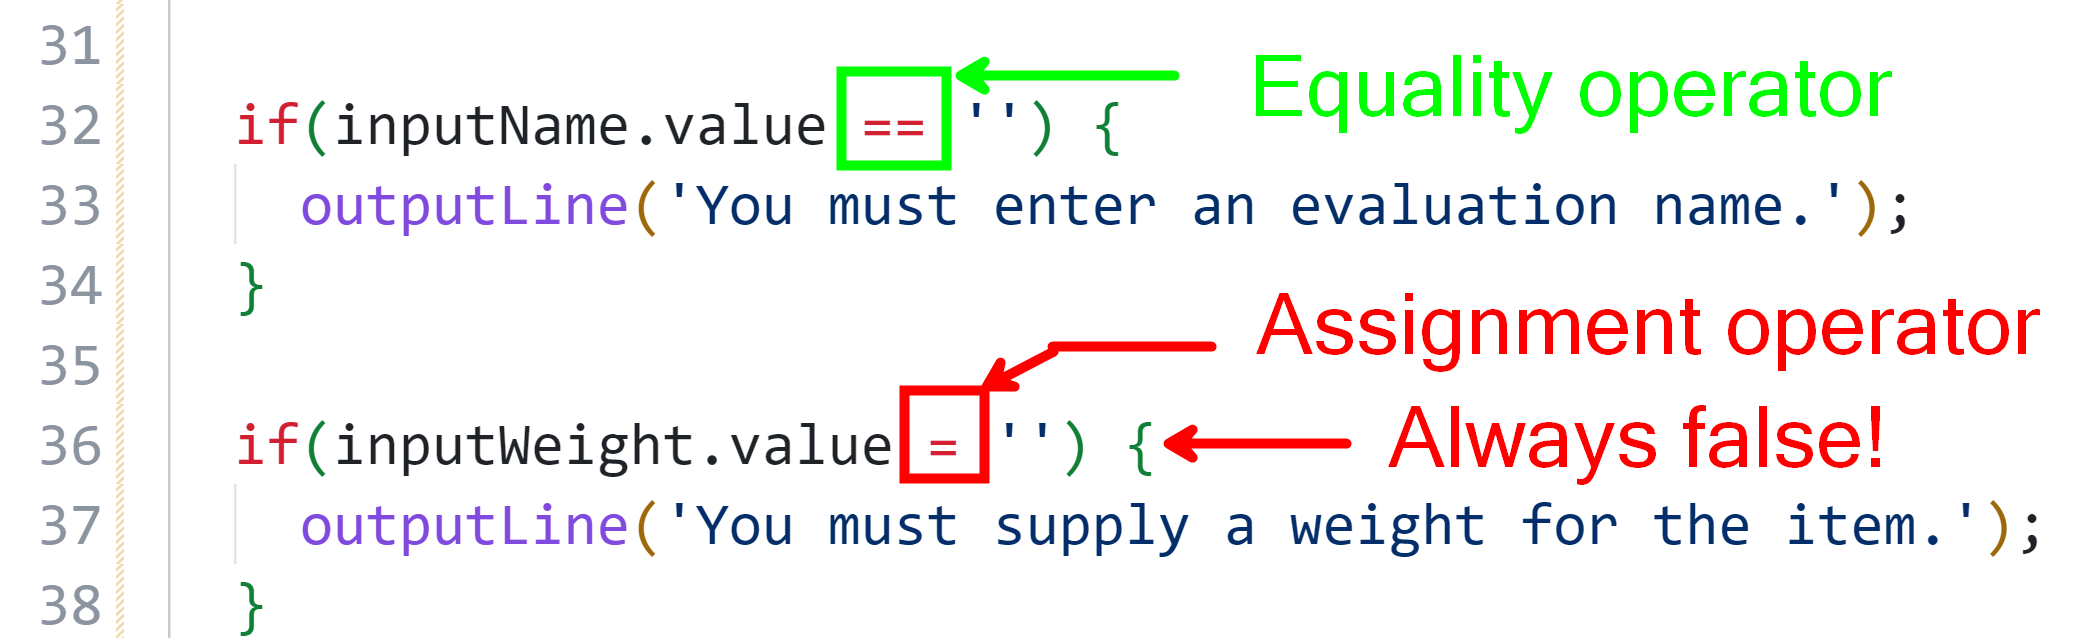 31
Equality operator
32 if(inputName.value == '') {
33 outputLine('You must enter an evaluation name.');
34 }
Assignment operator
35
36 if(inputWeight.value = '') { Always false!
37 outputLine('You must supply a weight for the item.');
38 }